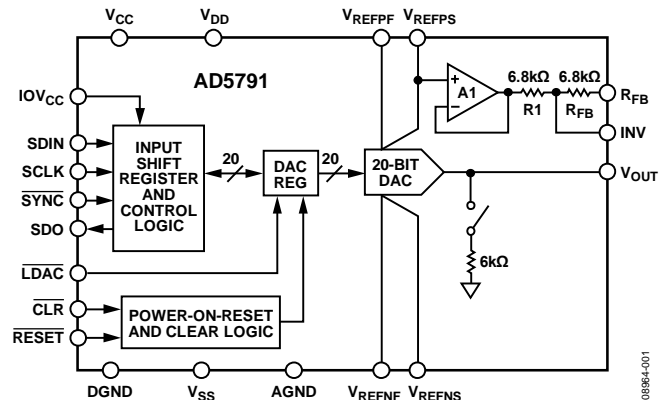 VCC
VDD
VREFPF
VREFPS
AD5791
IOVCC
SDIN
SCLK
SYNC
SDO
LDAC
CLR
RESET
INPUT
SHIFT
REGISTER
AND
CONTROL
LOGIC
20
DAC
REG
20
20-BIT
DAC
A1
6.8kΩ
R1
6.8kΩ
RFB
RFB
INV
VOUT
6kΩ
POWER-ON-RESET
AND CLEAR LOGIC
DGND
VSS
AGND
VREFNF
VREFNS
08964-001